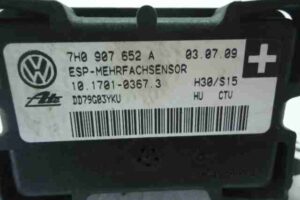 7H0 907 652 A 03.07.09
ESP-MEHRFACHSENSOR
10.1701-0367.3 H30/S15
DD79G03YKU HU CTU
Ate